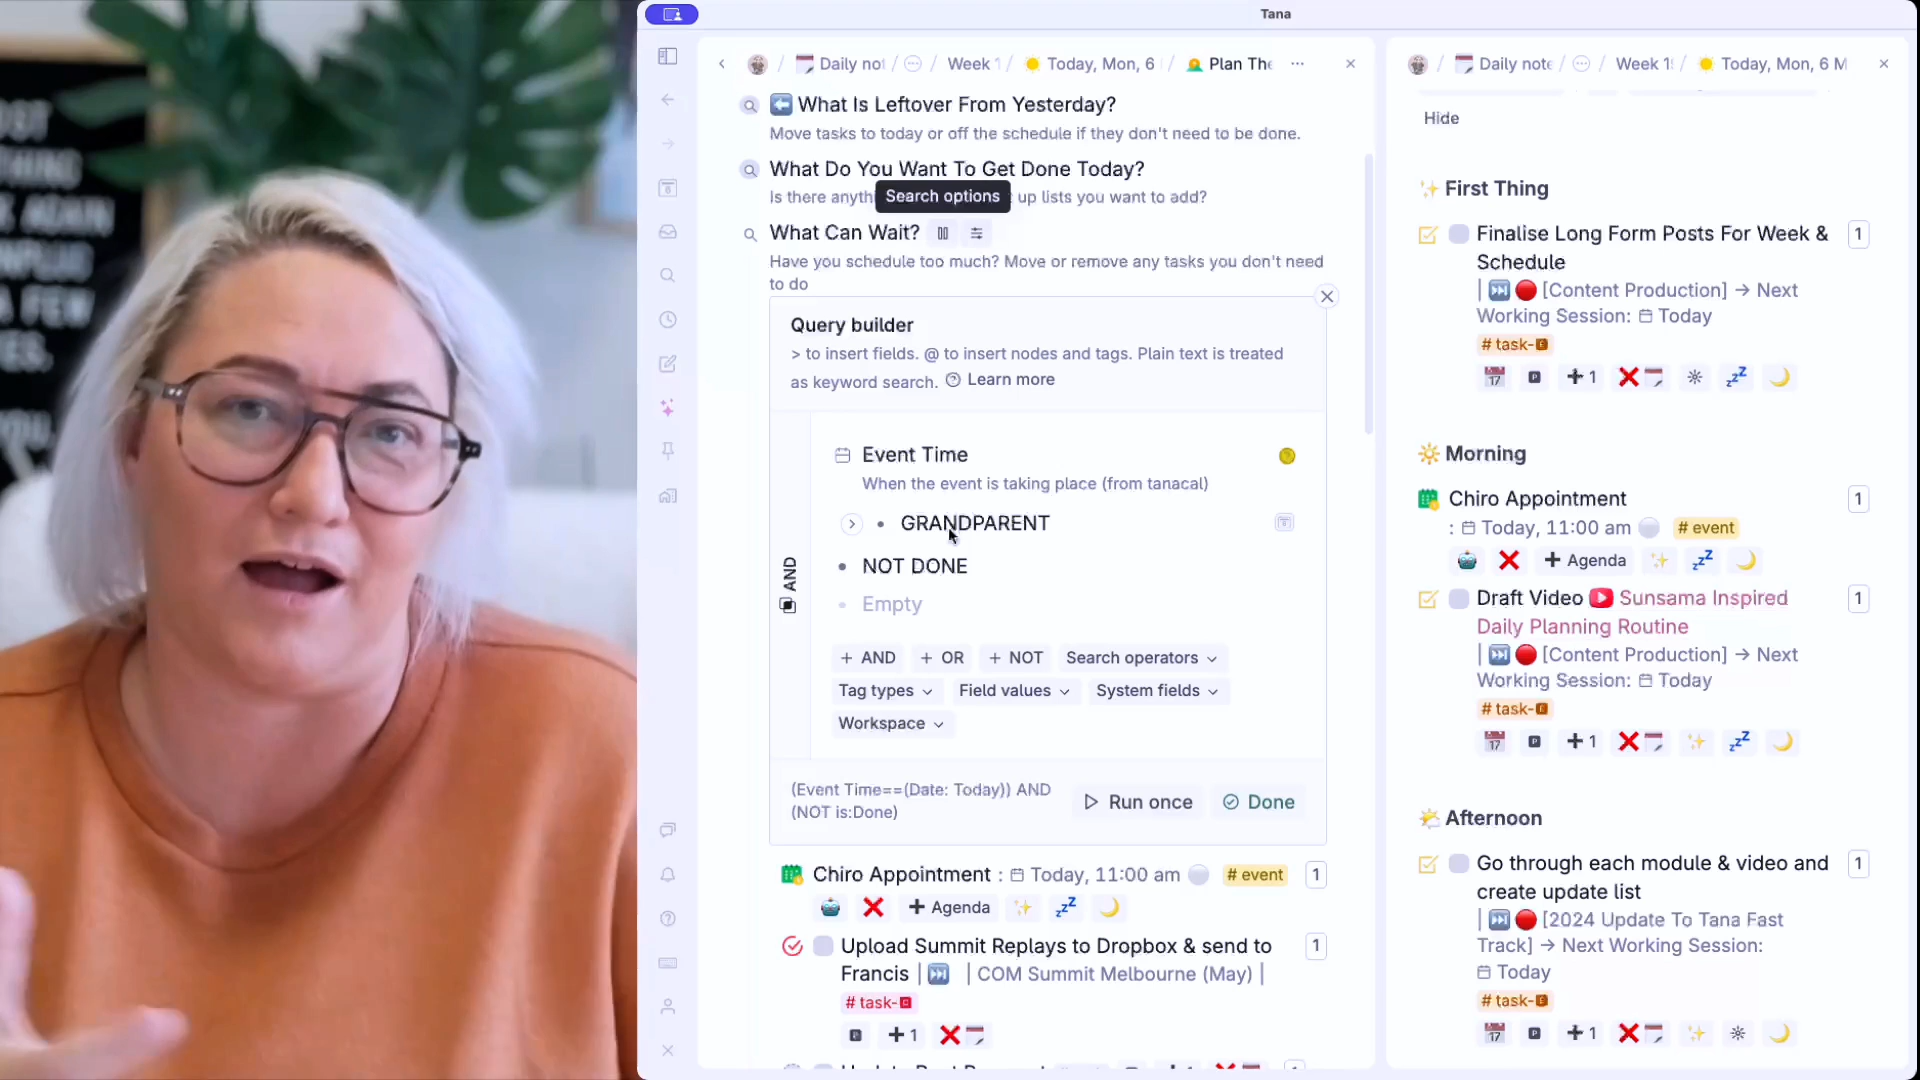 Tana
Daily not
Week 1
Today, Mon, 6
Plan The
What Is Leftover From Yesterday?
Move tasks to today or off the schedule if they don't need to be done.
What Do You Want To Get Done Today?
Is there anyth
up lists you want to add?
Search options
What Can Wait?
Have you schedule too much? Move or remove any tasks you don't need
to do
Query builder
> to insert fields. @ to insert nodes and tags. Plain text is treated
as keyword search. Learn more
Event Time
When the event is taking place (from tanacal)
GRANDPARENT
NOT DONE
Empty
AND
+ AND + OR + NOT Search operators
Tag types Field values System fields
Workspace
(Event Time==(Date: Today)) AND
(NOT is:Done)
Run once
Done
Chiro Appointment : Today, 11:00 am # event 1
+ Agenda
Upload Summit Replays to Dropbox & send to 1
Francis | | COM Summit Melbourne (May) |
# task-
+ 1
Daily note
Week 1
Today, Mon, 6 M
Hide
First Thing
Finalise Long Form Posts For Week & 1
Schedule
| [Content Production] → Next
Working Session: Today
# task-
17 P + 1
Morning
Chiro Appointment 1
: Today, 11:00 am # event
+ Agenda
Draft Video Sunsama Inspired 1
Daily Planning Routine
| [Content Production] → Next
Working Session: Today
# task-
17 P + 1
Afternoon
Go through each module & video and 1
create update list
| [2024 Update To Tana Fast
Track] → Next Working Session:
Today
# task-
17 P + 1
AGAIN
FEW
YOU.